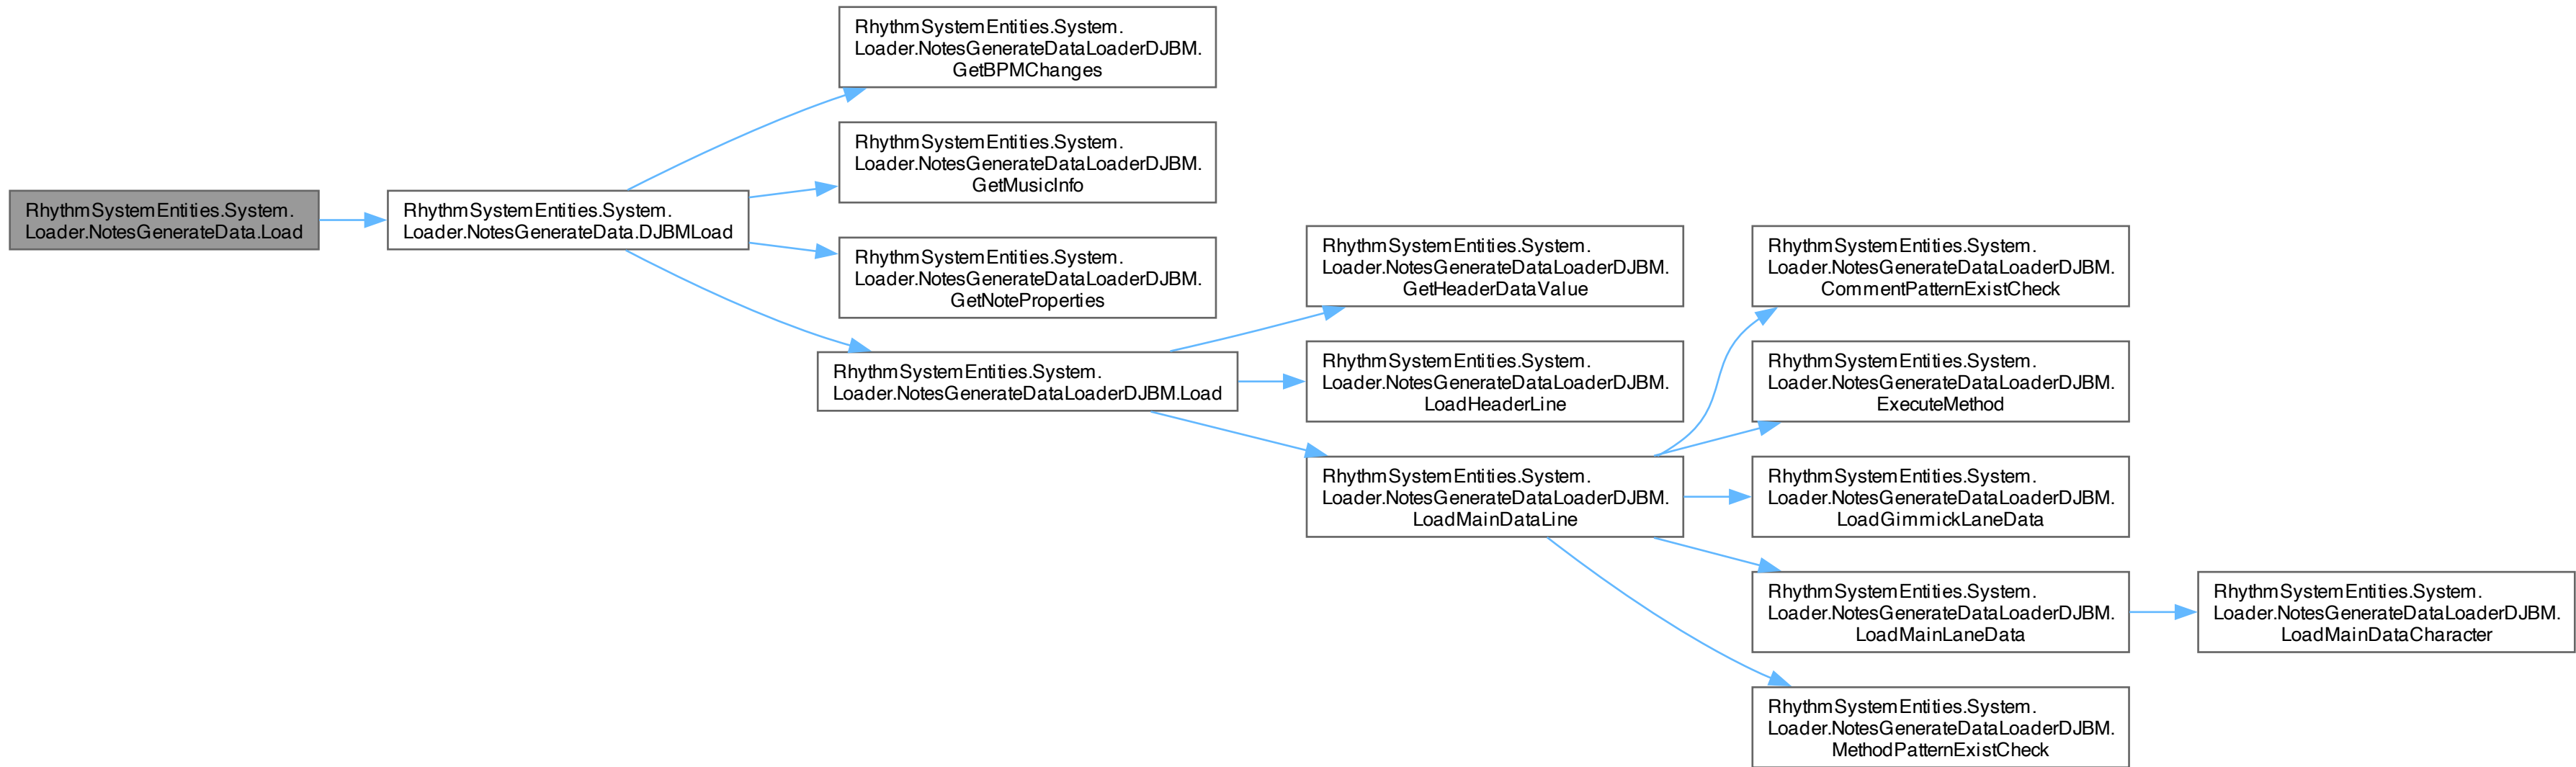 RhythmSystemEntities.System.
Loader.NotesGenerateData.Load
RhythmSystemEntities.System.
Loader.NotesGenerateData.DJBMLoad
RhythmSystemEntities.System.
Loader.NotesGenerateDataLoaderDJBM.
GetBPMChanges
RhythmSystemEntities.System.
Loader.NotesGenerateDataLoaderDJBM.
GetMusicInfo
RhythmSystemEntities.System.
Loader.NotesGenerateDataLoaderDJBM.
GetNoteProperties
RhythmSystemEntities.System.
Loader.NotesGenerateDataLoaderDJBM.Load
RhythmSystemEntities.System.
Loader.NotesGenerateDataLoaderDJBM.
GetHeaderDataValue
RhythmSystemEntities.System.
Loader.NotesGenerateDataLoaderDJBM.
LoadHeaderLine
RhythmSystemEntities.System.
Loader.NotesGenerateDataLoaderDJBM.
LoadMainDataLine
RhythmSystemEntities.System.
Loader.NotesGenerateDataLoaderDJBM.
CommentPatternExistCheck
RhythmSystemEntities.System.
Loader.NotesGenerateDataLoaderDJBM.
ExecuteMethod
RhythmSystemEntities.System.
Loader.NotesGenerateDataLoaderDJBM.
LoadGimmickLaneData
RhythmSystemEntities.System.
Loader.NotesGenerateDataLoaderDJBM.
LoadMainLaneData
RhythmSystemEntities.System.
Loader.NotesGenerateDataLoaderDJBM.
MethodPatternExistCheck
RhythmSystemEntities.System.
Loader.NotesGenerateDataLoaderDJBM.
LoadMainDataCharacter